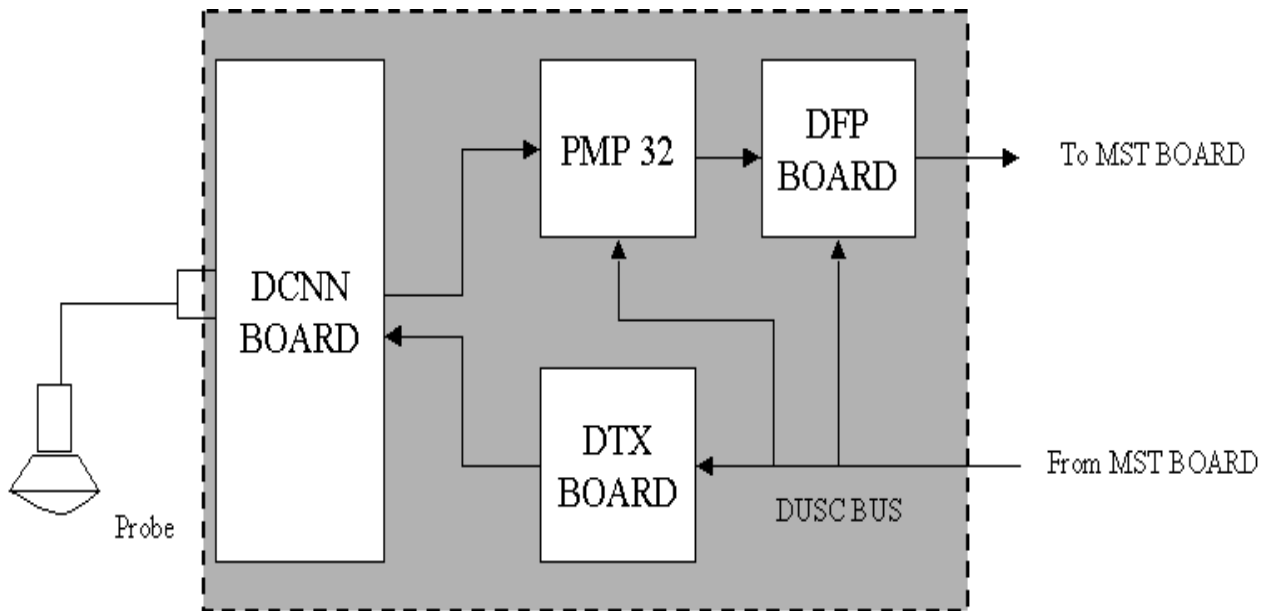 DCNN
BOARD
PMP 32
DFP
BOARD
To MST BOARD
DTX
BOARD
From MST BOARD
DUSC BUS
Probe